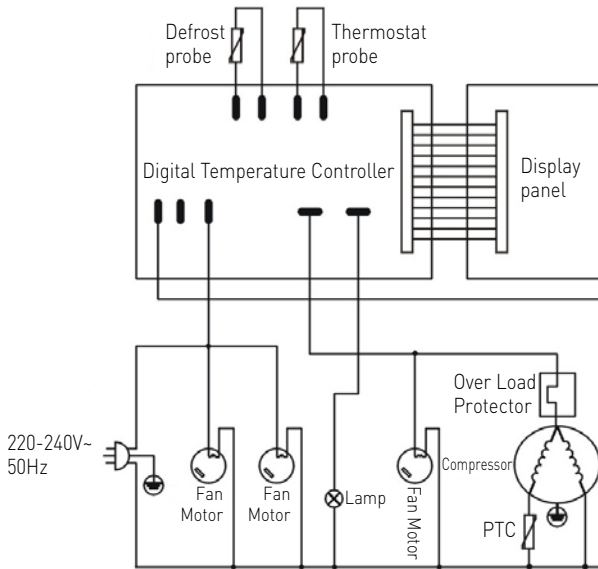 Defrost
probe
Thermostat
probe
Digital Temperature Controller
Display
panel
Over Load
Protector
220-240V~
50Hz
Fan
Motor
Fan
Motor
Lamp
Fan
Motor
Compressor
PTC